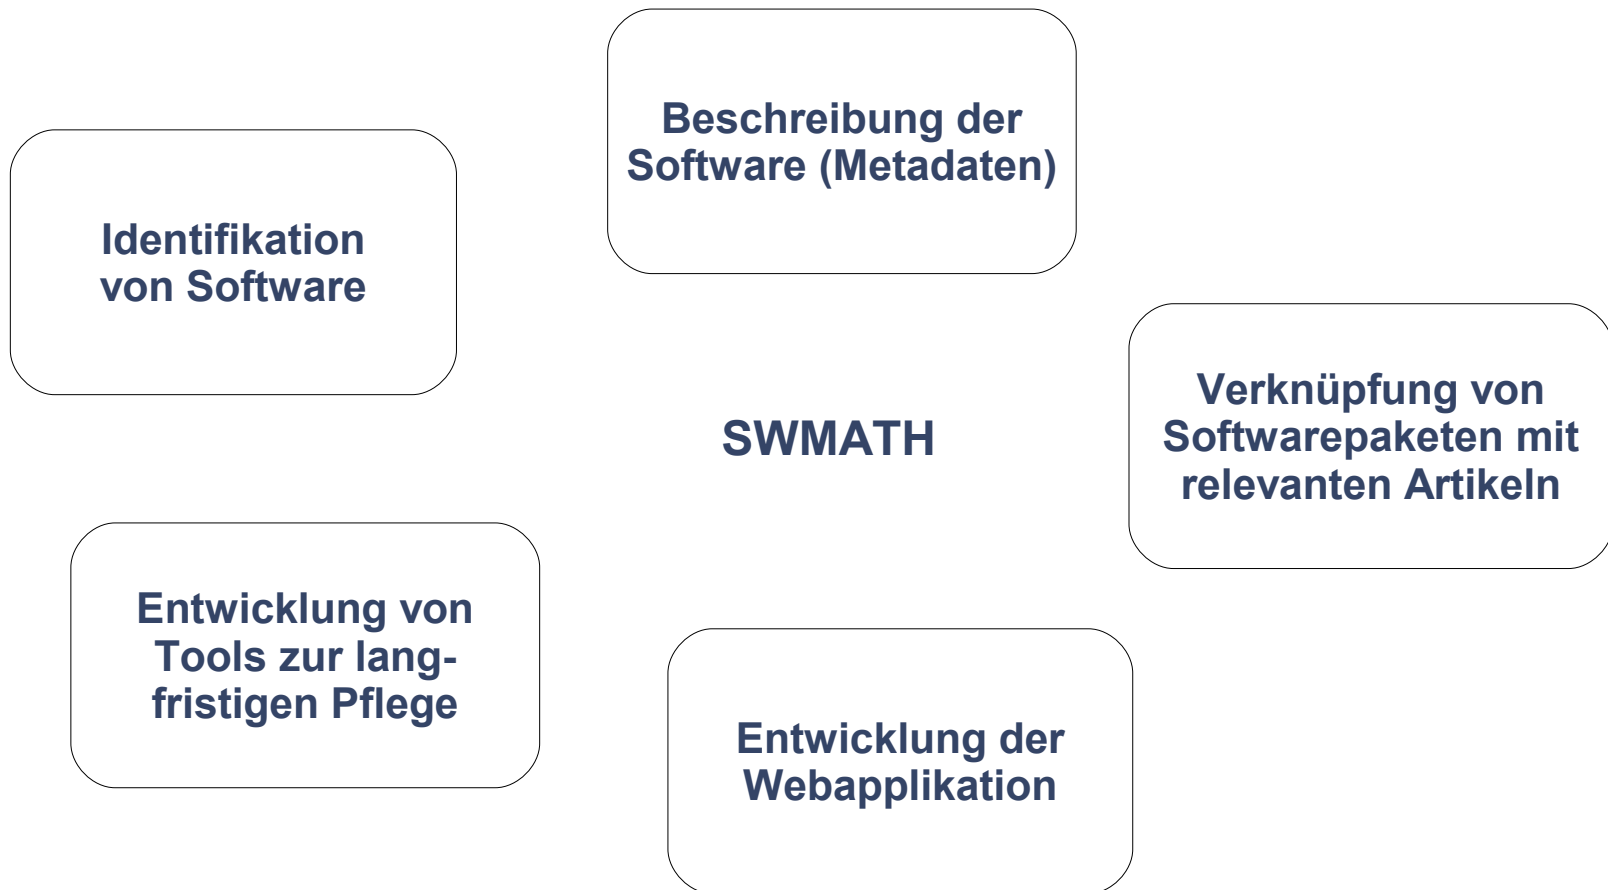 Beschreibung der
Software (Metadaten)
Identifikation
von Software
Verknüpfung von
Softwarepaketen mit
relevanten Artikeln
SWMATH
Entwicklung von
Tools zur lang-
fristigen Pflege
Entwicklung der
Webapplikation